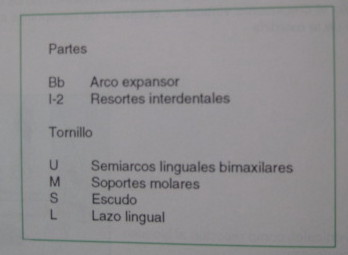 Partes
Bb Arco expansor
I-2 Resortes interdentales
Tornillo
U Semiarcos linguales bimaxilares
M Soportes molares
S Escudo
L Lazo lingual